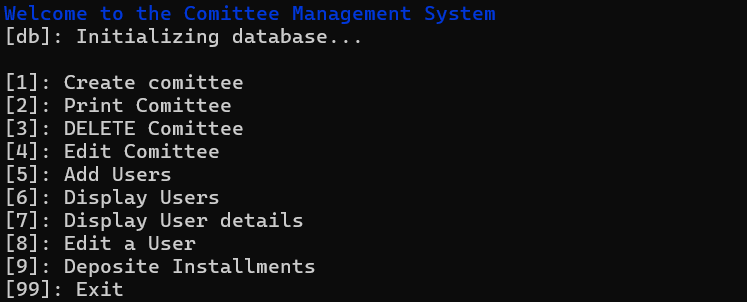 Welcome to the Comittee Management System
[db]: Initializing database...
[1]: Create comittee
[2]: Print Comittee
[3]: DELETE Comittee
[4]: Edit Comittee
[5]: Add Users
[6]: Display Users
[7]: Display User details
[8]: Edit a User
[9]: Deposite Installments
[99]: Exit